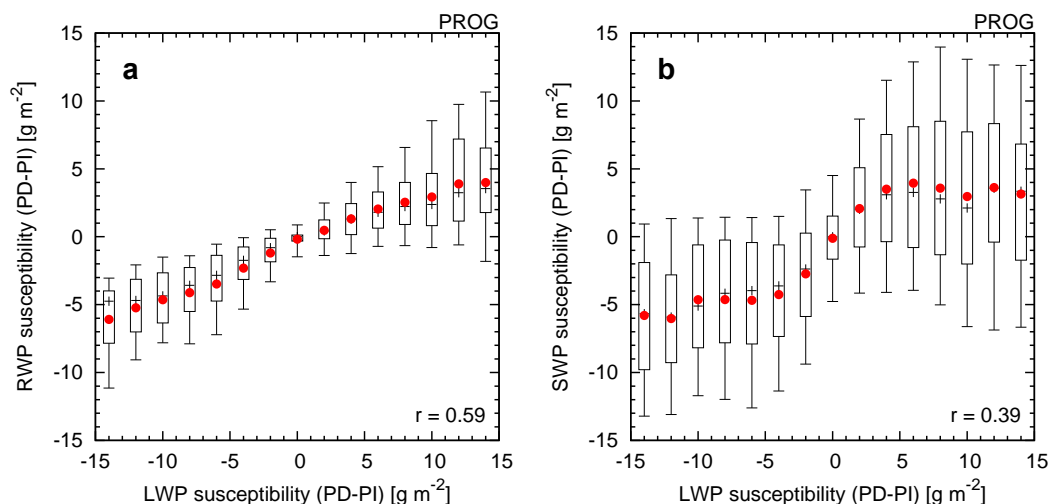 PROG
a
15
10
5
0
-5
-10
-15
RWP susceptibility (PD-PI) [g m-2]
r = 0.59
-15 -10 -5 0 5 10 15
LWP susceptibility (PD-PI) [g m-2]
PROG
b
15
10
5
0
-5
-10
-15
SWP susceptibility (PD-PI) [g m-2]
r = 0.39
-15 -10 -5 0 5 10 15
LWP susceptibility (PD-PI) [g m-2]